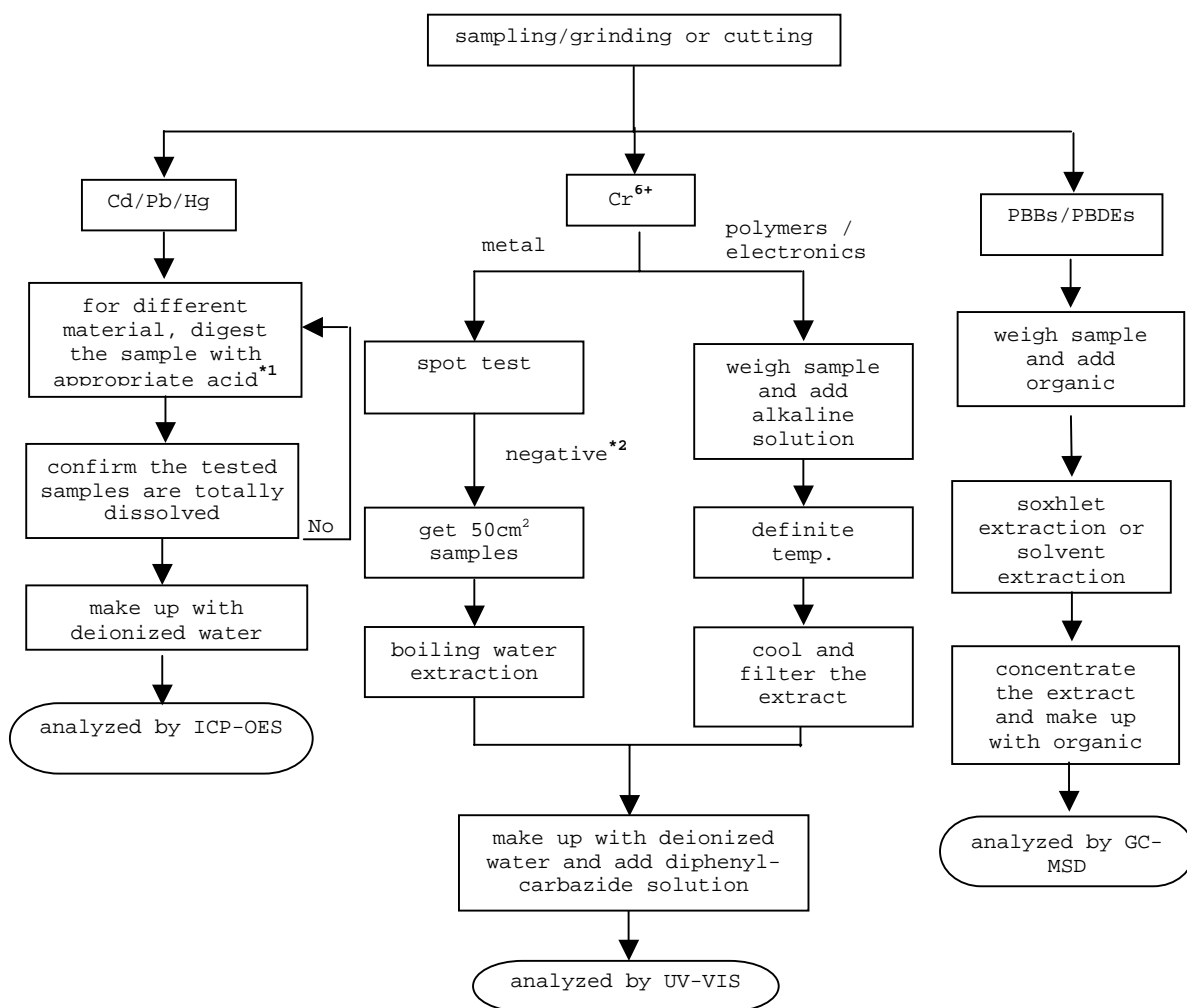 sampling/grinding or cutting
Cd/Pb/Hg
for different
material, digest
the sample with
appropriate acid*1
confirm the tested
samples are totally
dissolved
No
make up with
deionized water
analyzed by ICP-OES
Cr6+
metal
spot test
negative*2
get 50cm2
samples
boiling water
extraction
polymers /
electronics
weigh sample
and add
alkaline
solution
definite
temp.
cool and
filter the
extract
make up with deionized
water and add diphenyl-
carbazide solution
analyzed by UV-VIS
PBBs/PBDEs
weigh sample
and add
organic
soxhlet
extraction or
solvent
extraction
concentrate
the extract
and make up
with organic
analyzed by GC-
MSD